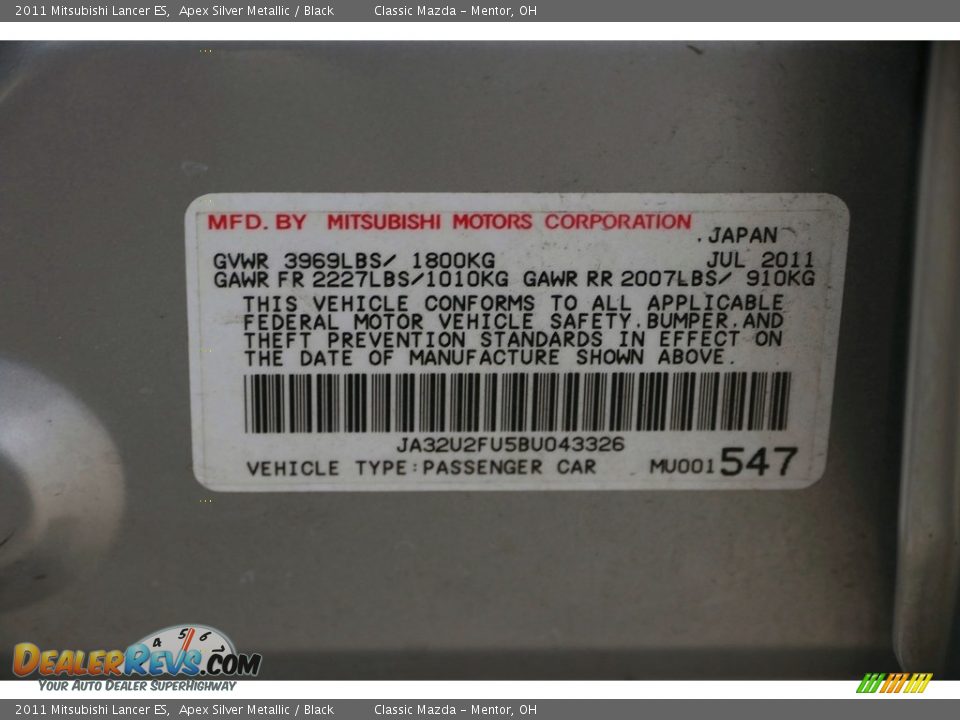 2011 Mitsubishi Lancer ES, Apex Silver Metallic / Black Classic Mazda - Mentor, OH
MFD. BY MITSUBISHI MOTORS CORPORATION
JAPAN
GVWR 3969LBS/ 1800KG JUL 2011
GAWR FR 2227LBS/1010KG GAWR RR 2007LBS/ 910KG
THIS VEHICLE CONFORMS TO ALL APPLICABLE
FEDERAL MOTOR VEHICLE SAFETY,BUMPER,AND
THEFT PREVENTION STANDARDS IN EFFECT ON
THE DATE OF MANUFACTURE SHOWN ABOVE.
JA32U2FU5BU043326
VEHICLE TYPE:PASSENGER CAR MU001547
4 5 6
DEALERREVS.COM
YOUR AUTO DEALER SUPERHIGHWAY
2011 Mitsubishi Lancer ES, Apex Silver Metallic / Black Classic Mazda - Mentor, OH